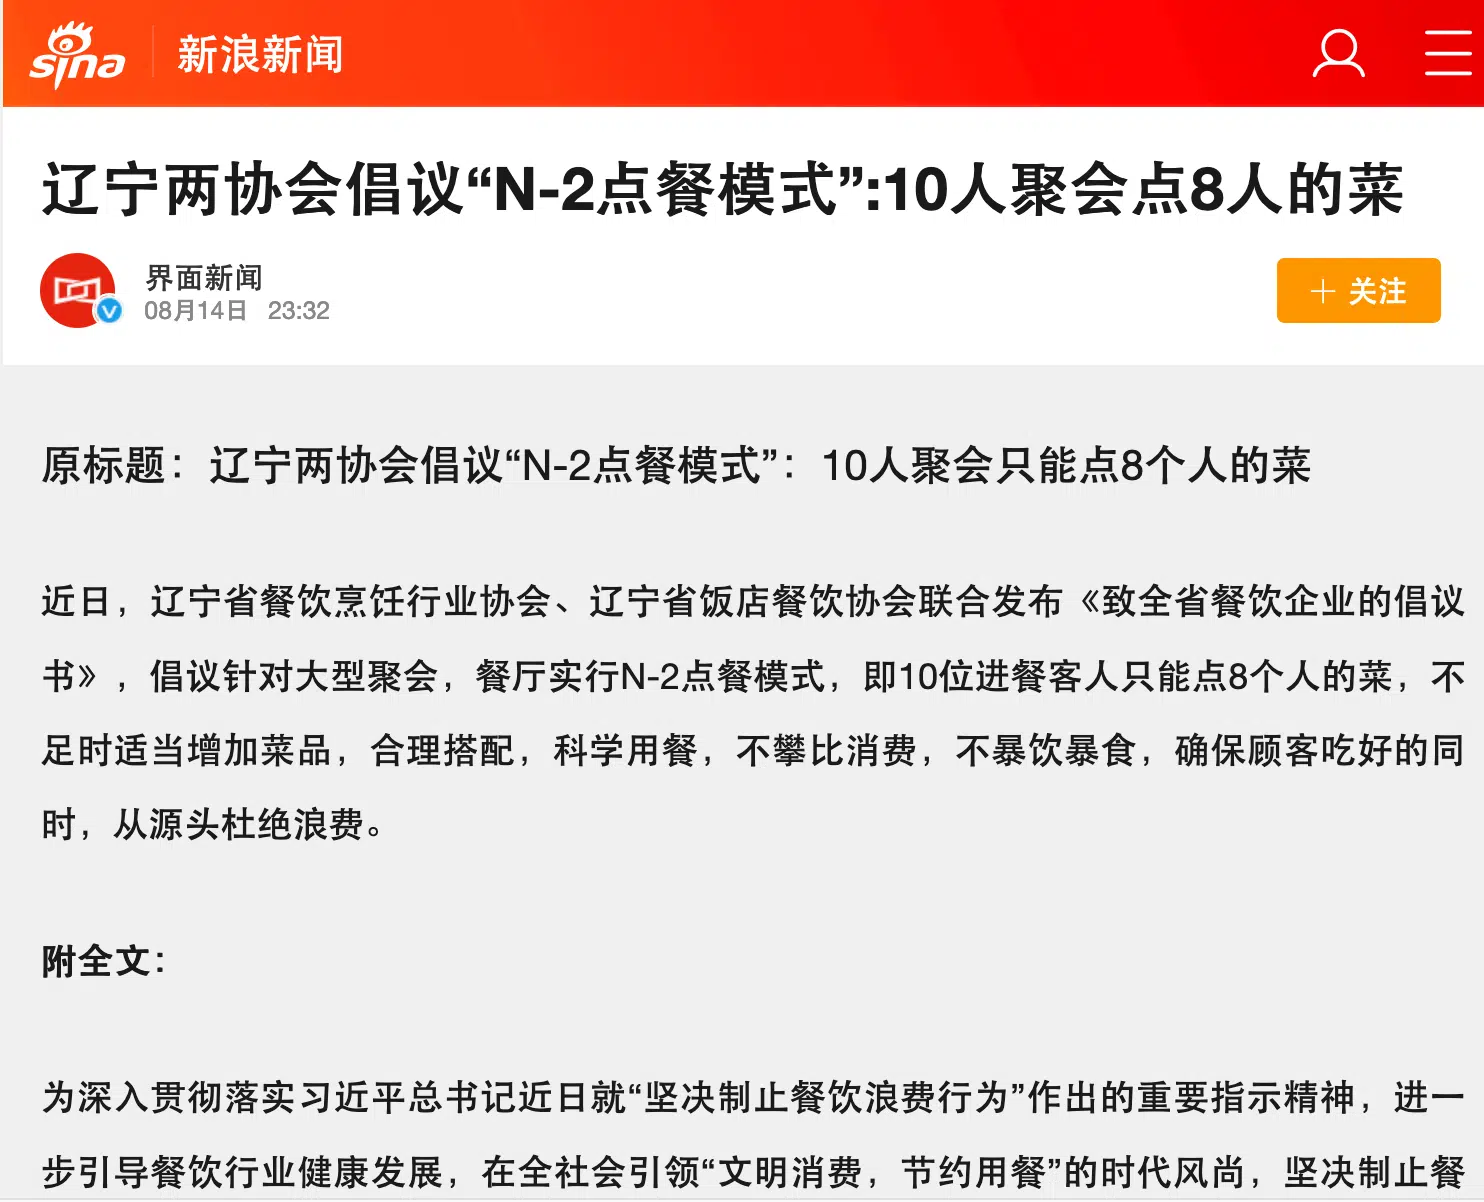 sina 新浪新闻
辽宁两协会倡议“N-2点餐模式”:10人聚会点8人的菜
界面新闻
08月14日 23:32
+ 关注
原标题：辽宁两协会倡议“N-2点餐模式”：10人聚会只能点8个人的菜
近日，辽宁省餐饮烹饪行业协会、辽宁省饭店餐饮协会联合发布《致全省餐饮企业的倡议
书》，倡议针对大型聚会，餐厅实行N-2点餐模式，即10位进餐客人只能点8个人的菜，不
足时适当增加菜品，合理搭配，科学用餐，不攀比消费，不暴饮暴食，确保顾客吃好的同
时，从源头杜绝浪费。
附全文：
为深入贯彻落实习近平总书记近日就“坚决制止餐饮浪费行为”作出的重要指示精神，进一
步引导餐饮行业健康发展，在全社会引领“文明消费，节约用餐”的时代风尚，坚决制止餐